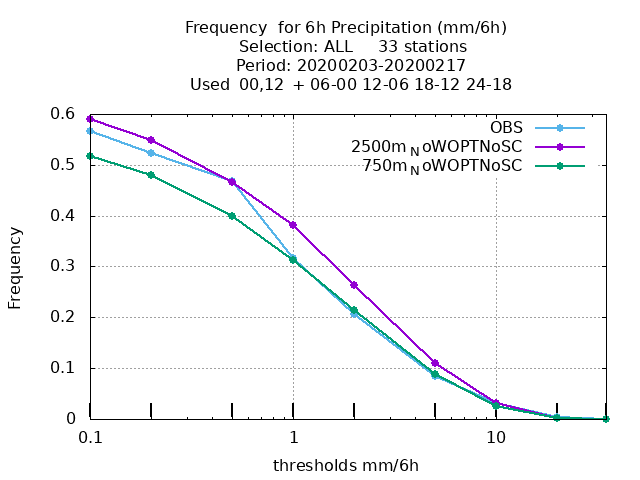 Frequency for 6h Precipitation (mm/6h)
Selection: ALL 33 stations
Period: 20200203-20200217
Used 00,12 + 06-00 12-06 18-12 24-18
OBS
2500m_NoWOPTNoSC
750m_NoWOPTNoSC
0.6
0.5
0.4
0.3
0.2
0.1
0
Frequency
0.1 1 10
thresholds mm/6h